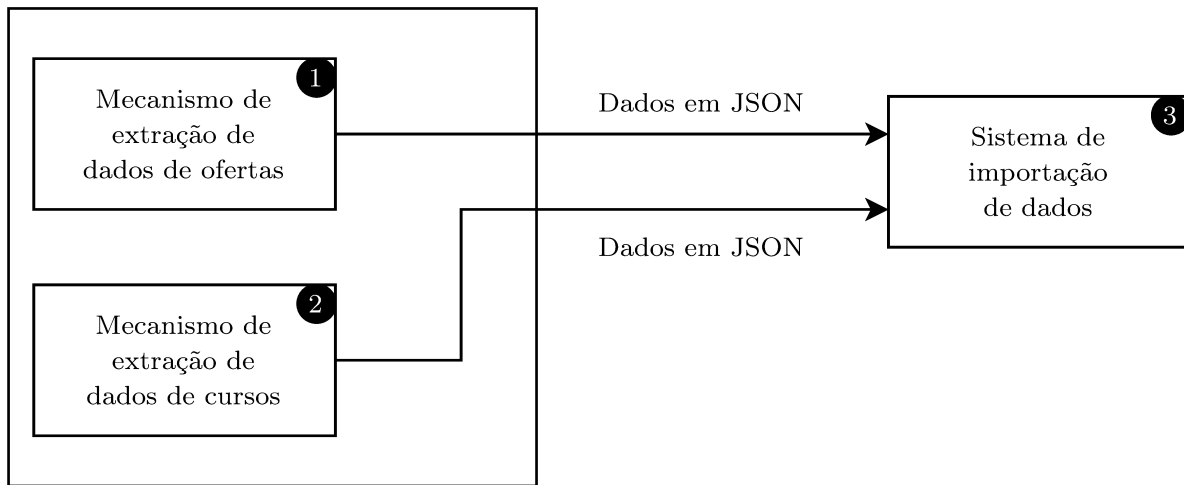 1
Mecanismo de
extração de
dados de ofertas
Dados em JSON
3
Sistema de
importação
de dados
Dados em JSON
2
Mecanismo de
extração de
dados de cursos